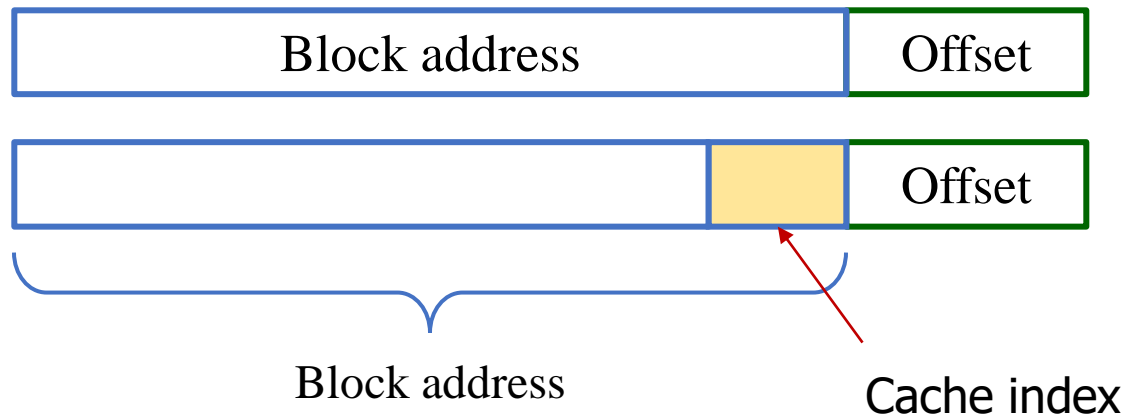 Block address Offset
Offset
Block address
Cache index